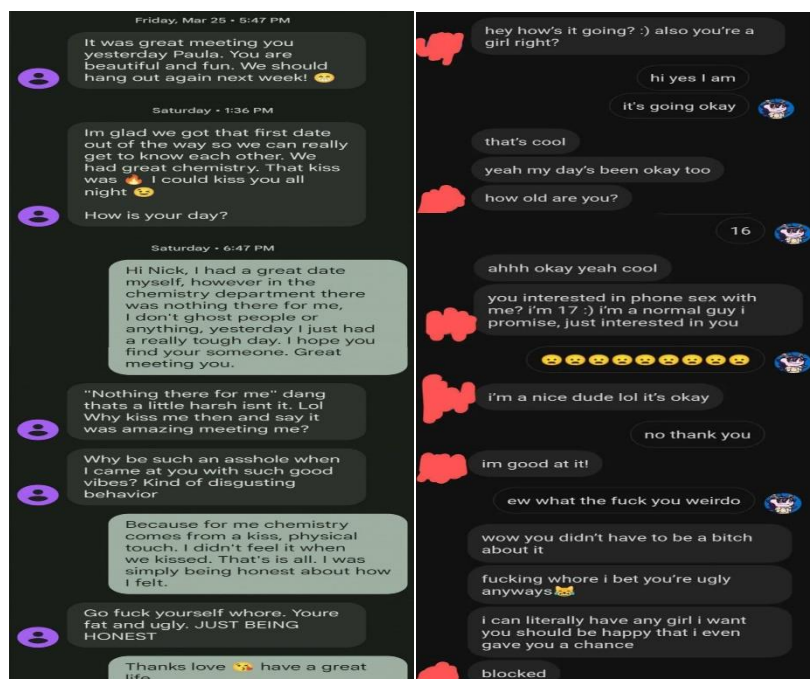 Friday, Mar 25 • 5:47 PM
It was great meeting you
yesterday Paula. You are
beautiful and fun. We should
hang out again next week! 😁
Saturday • 1:36 PM
Im glad we got that first date
out of the way so we can really
get to know each other. We
had great chemistry. That kiss
was 🔥 I could kiss you all
night 😉
How is your day?
Saturday • 6:47 PM
Hi Nick, I had a great date
myself, however in the
chemistry department there
was nothing there for me,
I don't ghost people or
anything, yesterday I just had
a really tough day. I hope you
find your someone. Great
meeting you.
"Nothing there for me" dang
thats a little harsh isnt it. Lol
Why kiss me then and say it
was amazing meeting me?
Why be such an asshole when
I came at you with such good
vibes? Kind of disgusting
behavior
Because for me chemistry
comes from a kiss, physical
touch. I didn't feel it when
we kissed. That's is all. I was
simply being honest about how
I felt.
Go fuck yourself whore. Youre
fat and ugly. JUST BEING
HONEST
Thanks love 😘 have a great
life
hey how's it going? :) also you're a
girl right?
hi yes I am
it's going okay
that's cool
yeah my day's been okay too
how old are you?
16
ahhh okay yeah cool
you interested in phone sex with
me? i'm 17 :) i'm a normal guy i
promise, just interested in you
😦😦😦😦😦😦😦😦😦
i'm a nice dude lol it's okay
no thank you
im good at it!
ew what the fuck you weirdo
wow you didn't have to be a bitch
about it
fucking whore i bet you're ugly
anyways😹
i can literally have any girl i want
you should be happy that i even
gave you a chance
blocked